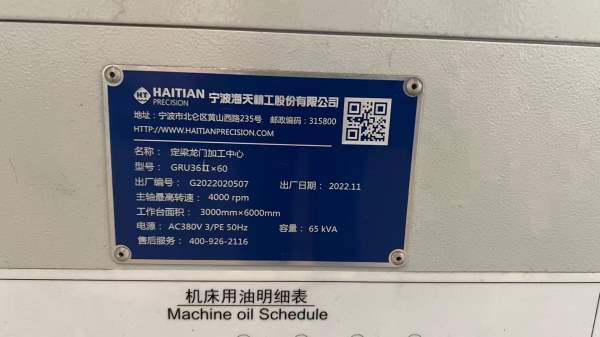 HT HAITIAN PRECISION 宁波海天精工股份有限公司
地址：宁波市北仑区黄山西路235号 邮政编码：315800
HTTP://WWW.HAITIANPRECISION.COM
名称： 定梁龙门加工中心
型号： GRU36Ⅱ×60
出厂编号： G2022020507 出厂日期： 2022.11
主轴最高转速： 4000 rpm
工作台面积： 3000mm×6000mm
电源： AC380V 3/PE 50Hz 容量： 65 kVA
售后服务： 400-926-2116
机床用油明细表
Machine oil Schedule